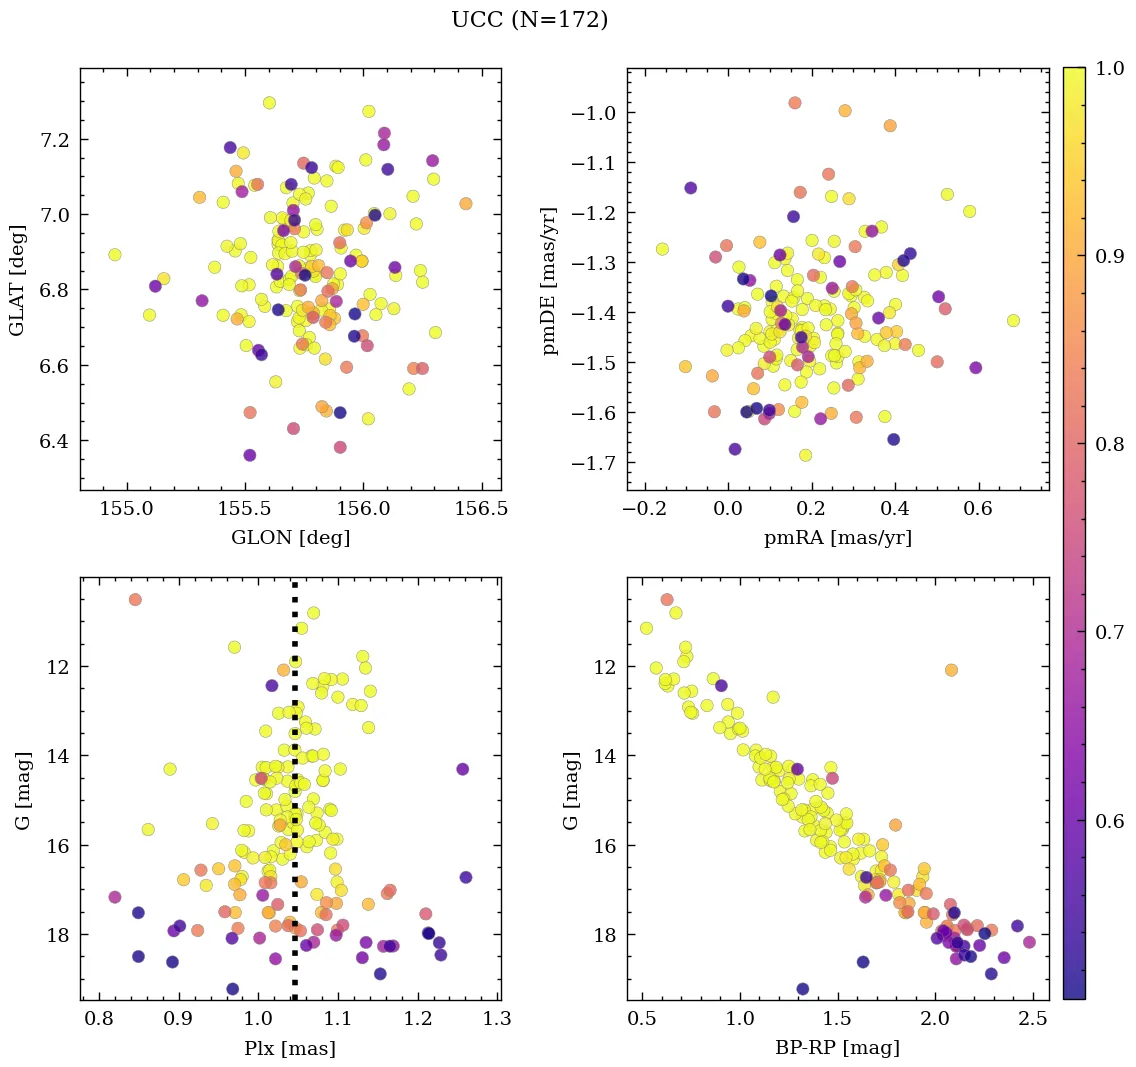 UCC (N=172)
7.2
7.0
6.8
6.6
6.4
GLAT [deg]
155.0 155.5 156.0 156.5
GLON [deg]
−1.0
−1.1
−1.2
−1.3
−1.4
−1.5
−1.6
−1.7
pmDE [mas/yr]
−0.2 0.0 0.2 0.4 0.6
pmRA [mas/yr]
1.0
0.9
0.8
0.7
0.6
12
14
16
18
G [mag]
0.8 0.9 1.0 1.1 1.2 1.3
Plx [mas]
12
14
16
18
G [mag]
0.5 1.0 1.5 2.0 2.5
BP-RP [mag]